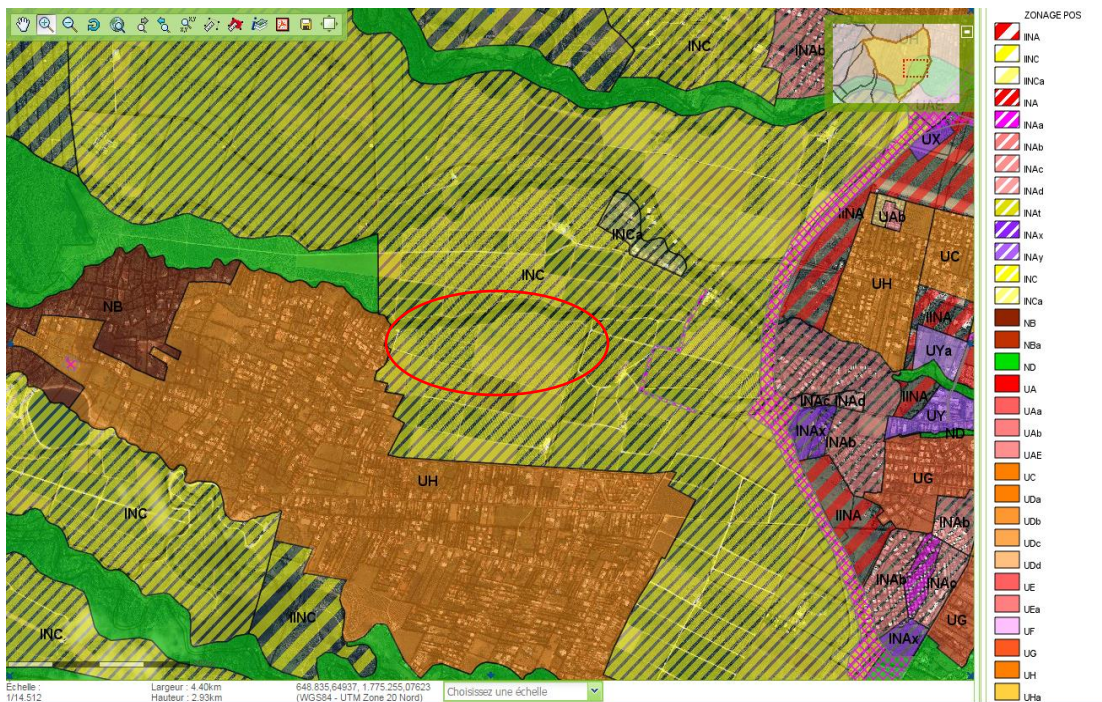 ZONAGE POS
IINA
IINC
IINCa
INA
INAa
INAb
INAc
INAd
INAt
INAx
INAy
INC
INCa
NB
NBa
ND
UA
UAa
UAb
UAE
UC
UDa
UDb
UDc
UDd
UE
UEa
UF
UG
UH
UHa
INC
INAb
UH
UAE
UX
IINA
UAb
UC
INCa
INC
UH
IINA
NB
UYa
INAc
INAd
IINA
UY
INAx
INAb
ND
UH
UG
INC
IINA
INAb
INAb
INAc
IINC
UG
INC
INAx
Échelle :
1/14.512
Largeur : 4.40km
Hauteur : 2.93km
648.835,64937, 1.775.255,07623
(WGS84 - UTM Zone 20 Nord)
Choisissez une échelle